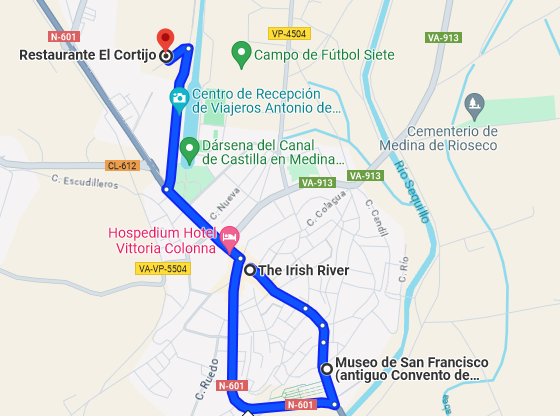 N-601
Restaurante El Cortijo
VP-4504
Campo de Fútbol Siete
VA-913
Centro de Recepción
de Viajeros Antonio de...
Cementerio de
Medina de Rioseco
Dársena del Canal
de Castilla en Medina...
CL-612
C. Escudilleros
VA-913
VA-913
Río Sequillo
C. Nueva
C. Colagua
C. Cendil
Hospedium Hotel
Vittoria Colonna
VA-VP-5504
The Irish River
C. Río
Museo de San Francisco
(antiguo Convento de...
C. Ruedo
N-601
N-601